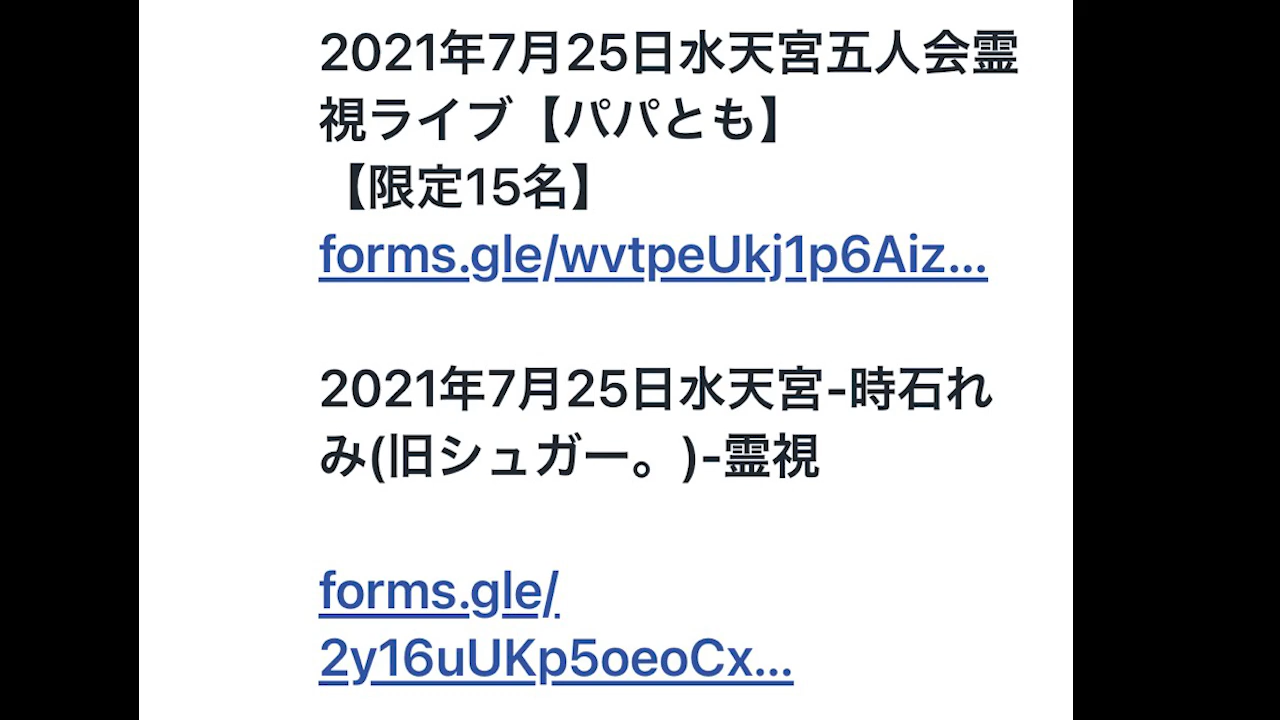 2021年7月25日水天宮五人会霊
視ライブ【パパとも】
【限定15名】
forms.gle/wvtpeUkj1p6Aiz...
2021年7月25日水天宮-時石れ
み(旧シュガー。)-霊視
forms.gle/
2y16uUKp5oeoCx...